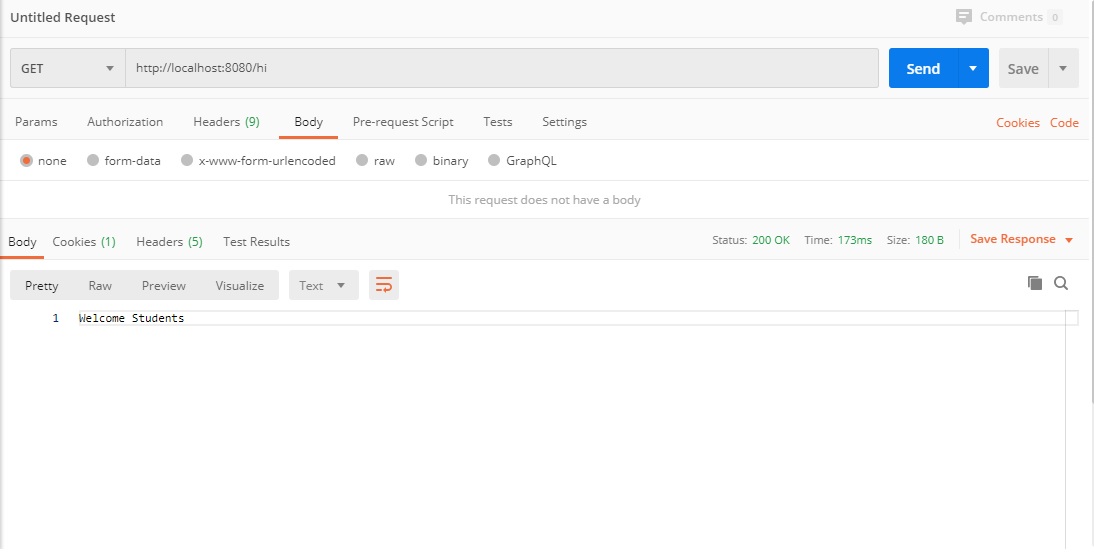 Untitled Request Comments 0
GET http://localhost:8080/hi Send Save
Params Authorization Headers (9) Body Pre-request Script Tests Settings Cookies Code
none form-data x-www-form-urlencoded raw binary GraphQL
This request does not have a body
Body Cookies (1) Headers (5) Test Results Status: 200 OK Time: 173ms Size: 180 B Save Response
Pretty Raw Preview Visualize Text
1 Welcome Students